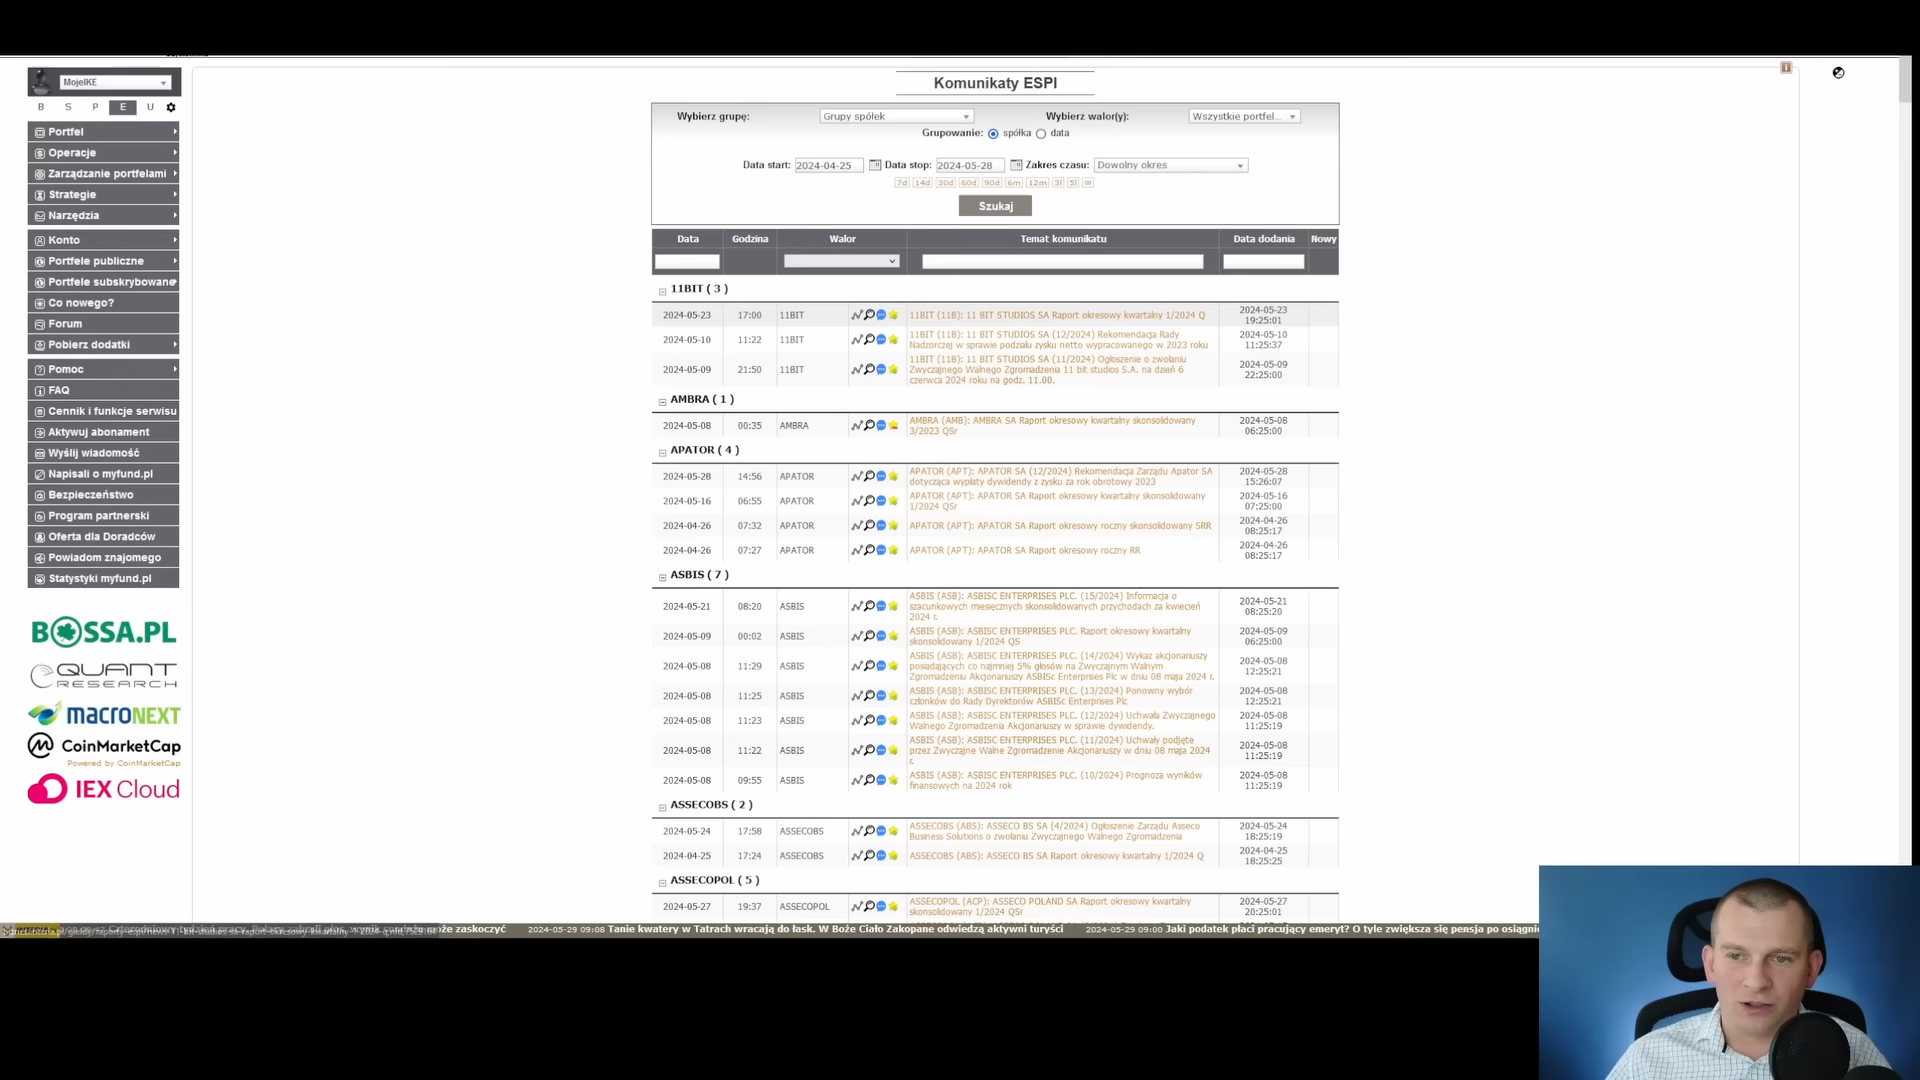 MojeIKE
B S P E U
Portfel
Operacje
Zarządzanie portfelami
Strategie
Narzędzia
Konto
Portfele publiczne
Portfele subskrybowane
Co nowego?
Forum
Pobierz dodatki
Pomoc
FAQ
Cennik i funkcje serwisu
Aktywuj abonament
Wyślij wiadomość
Napisali o myfund.pl
Bezpieczeństwo
Program partnerski
Oferta dla Doradców
Powiadom znajomego
Statystyki myfund.pl
BOSSA.PL
QUANT
RESEARCH
MACRONEXT
CoinMarketCap
Powered by CoinMarketCap
IEX Cloud
Komunikaty ESPI
Wybierz grupę: Grupy spółek Wybierz walor(y): Wszystkie portfel...
Grupowanie: spółka data
Data start: 2024-04-25 Data stop: 2024-05-28 Zakres czasu: Dowolny okres
7d 14d 30d 60d 90d 6m 12m 3l 5l ∞
Szukaj
Data Godzina Walor Temat komunikatu Data dodania Nowy
11BIT ( 3 )
2024-05-23 17:00 11BIT 11BIT (11B): 11 BIT STUDIOS SA Raport okresowy kwartalny 1/2024 Q 2024-05-23
19:25:01
2024-05-10 11:22 11BIT 11BIT (11B): 11 BIT STUDIOS SA (12/2024) Rekomendacja Rady 2024-05-10
Nadzorczej w sprawie podziału zysku netto wypracowanego w 2023 roku 11:25:37
2024-05-09 21:50 11BIT 11BIT (11B): 11 BIT STUDIOS SA (11/2024) Ogłoszenie o zwołaniu 2024-05-09
Zwyczajnego Walnego Zgromadzenia 11 bit studios S.A. na dzień 6 22:25:00
czerwca 2024 roku na godz. 11.00.
AMBRA ( 1 )
2024-05-08 00:35 AMBRA AMBRA (AMB): AMBRA SA Raport okresowy kwartalny skonsolidowany 2024-05-08
3/2023 QSr 06:25:00
APATOR ( 4 )
2024-05-28 14:56 APATOR APATOR (APT): APATOR SA (12/2024) Rekomendacja Zarządu Apator SA 2024-05-28
dotycząca wypłaty dywidendy z zysku za rok obrotowy 2023 15:26:07
2024-05-16 06:55 APATOR APATOR (APT): APATOR SA Raport okresowy kwartalny skonsolidowany 2024-05-16
1/2024 QSr 07:25:00
2024-04-26 07:32 APATOR APATOR (APT): APATOR SA Raport okresowy roczny skonsolidowany SRR 2024-04-26
08:25:17
2024-04-26 07:27 APATOR APATOR (APT): APATOR SA Raport okresowy roczny RR 2024-04-26
08:25:17
ASBIS ( 7 )
2024-05-21 08:20 ASBIS ASBIS (ASB): ASBISC ENTERPRISES PLC. (15/2024) Informacja o 2024-05-21
szacunkowych miesięcznych skonsolidowanych przychodach za kwiecień 08:25:20
2024 r.
2024-05-09 00:02 ASBIS ASBIS (ASB): ASBISC ENTERPRISES PLC. Raport okresowy kwartalny 2024-05-09
skonsolidowany 1/2024 QS 06:25:00
2024-05-08 11:29 ASBIS ASBIS (ASB): ASBISC ENTERPRISES PLC. (14/2024) Wykaz akcjonariuszy 2024-05-08
posiadających co najmniej 5% głosów na Zwyczajnym Walnym 12:25:21
Zgromadzeniu Akcjonariuszy ASBISc Enterprises Plc w dniu 08 maja 2024 r.
2024-05-08 11:25 ASBIS ASBIS (ASB): ASBISC ENTERPRISES PLC. (13/2024) Ponowny wybór 2024-05-08
członków do Rady Dyrektorów ASBISc Enterprises Plc 12:25:21
2024-05-08 11:23 ASBIS ASBIS (ASB): ASBISC ENTERPRISES PLC. (12/2024) Uchwała Zwyczajnego 2024-05-08
Walnego Zgromadzenia Akcjonariuszy w sprawie dywidendy. 11:25:19
2024-05-08 11:22 ASBIS ASBIS (ASB): ASBISC ENTERPRISES PLC. (11/2024) Uchwały podjęte 2024-05-08
przez Zwyczajne Walne Zgromadzenie Akcjonariuszy w dniu 08 maja 2024 11:25:19
r.
2024-05-08 09:55 ASBIS ASBIS (ASB): ASBISC ENTERPRISES PLC. (10/2024) Prognoza wyników 2024-05-08
finansowych na 2024 rok 11:25:19
ASSECOBS ( 2 )
2024-05-24 17:58 ASSECOBS ASSECOBS (ABS): ASSECO BS SA (4/2024) Ogłoszenie Zarządu Asseco 2024-05-24
Business Solutions o zwołaniu Zwyczajnego Walnego Zgromadzenia 18:25:19
2024-04-25 17:24 ASSECOBS ASSECOBS (ABS): ASSECO BS SA Raport okresowy kwartalny 1/2024 Q 2024-04-25
18:25:25
ASSECOPOL ( 5 )
2024-05-27 19:37 ASSECOPOL ASSECOPOL (ACP): ASSECO POLAND SA Raport okresowy kwartalny 2024-05-27
skonsolidowany 1/2024 QSr 20:25:01
zaskoczyć 2024-05-29 09:08 Tanie kwatery w Tatrach wracają do łask. W Boże Ciało Zakopane odwiedzą aktywni turyści 2024-05-29 09:00 Jaki podatek płaci pracujący emeryt? O tyle zwiększa się pensja po